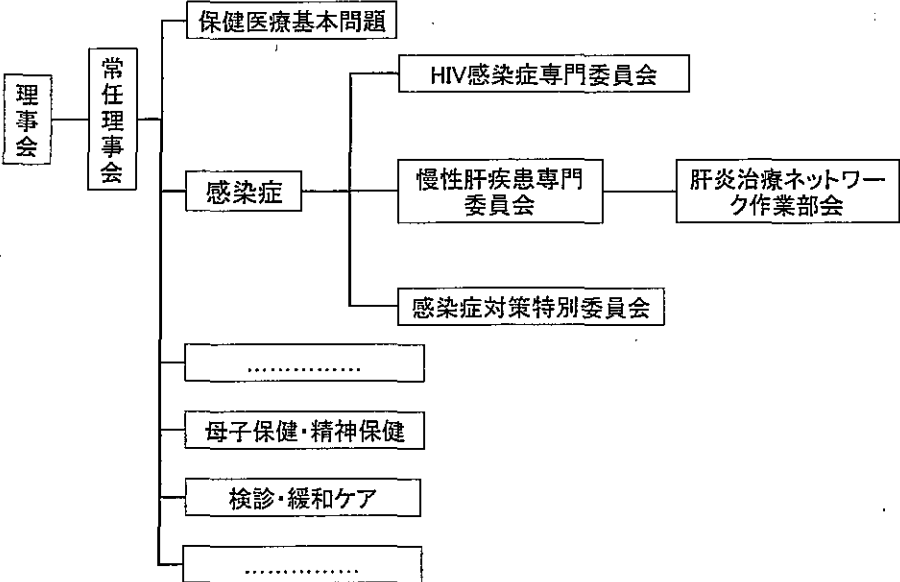 保健医療基本問題
理事会
常任理事会
HIV感染症専門委員会
感染症
慢性肝疾患専門
委員会
肝炎治療ネットワー
ク作業部会
感染症対策特別委員会
……………
母子保健・精神保健
検診・緩和ケア
……………